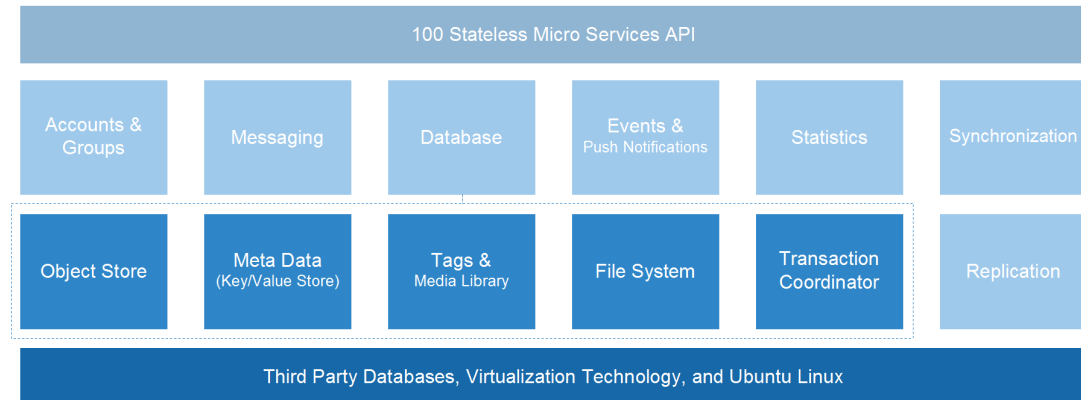 100 Stateless Micro Services API
Accounts &
Groups
Messaging
Database
Events &
Push Notifications
Statistics
Synchronization
Object Store
Meta Data
(Key/Value Store)
Tags &
Media Library
File System
Transaction
Coordinator
Replication
Third Party Databases, Virtualization Technology, and Ubuntu Linux